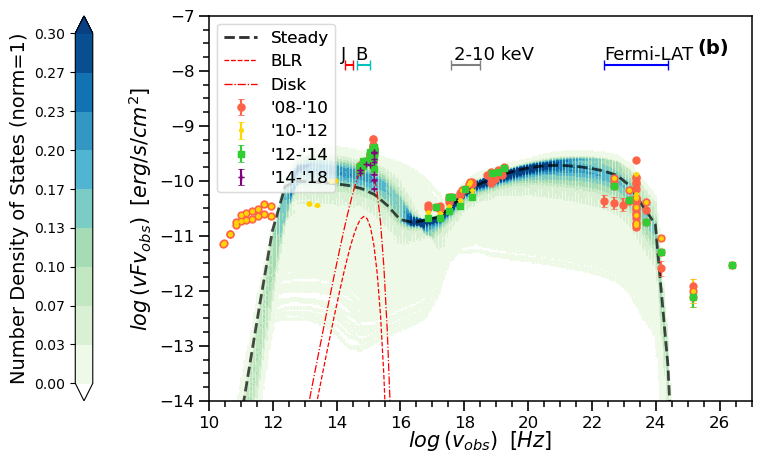 Number Density of States (norm=1)
0.30
0.27
0.23
0.20
0.17
0.13
0.10
0.07
0.03
0.00
log (νFν_obs) [erg/s/cm²]
−7
−8
−9
−10
−11
−12
−13
−14
Steady
BLR
Disk
'08-'10
'10-'12
'12-'14
'14-'18
J B
2-10 keV
Fermi-LAT
(b)
10 12 14 16 18 20 22 24 26
log (ν_obs) [Hz]